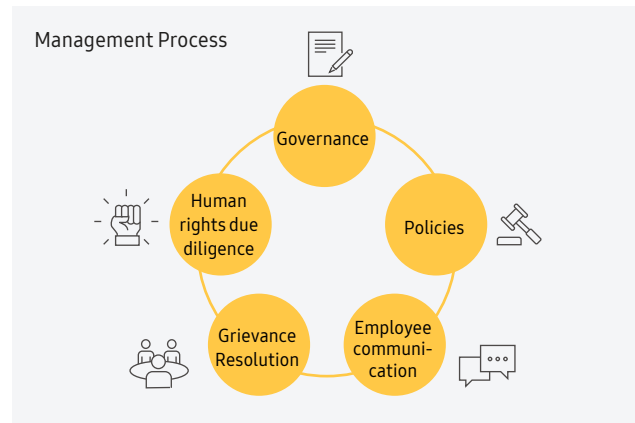 Management Process
Governance
Human
rights due
diligence
Policies
Grievance
Resolution
Employee
communi-
cation